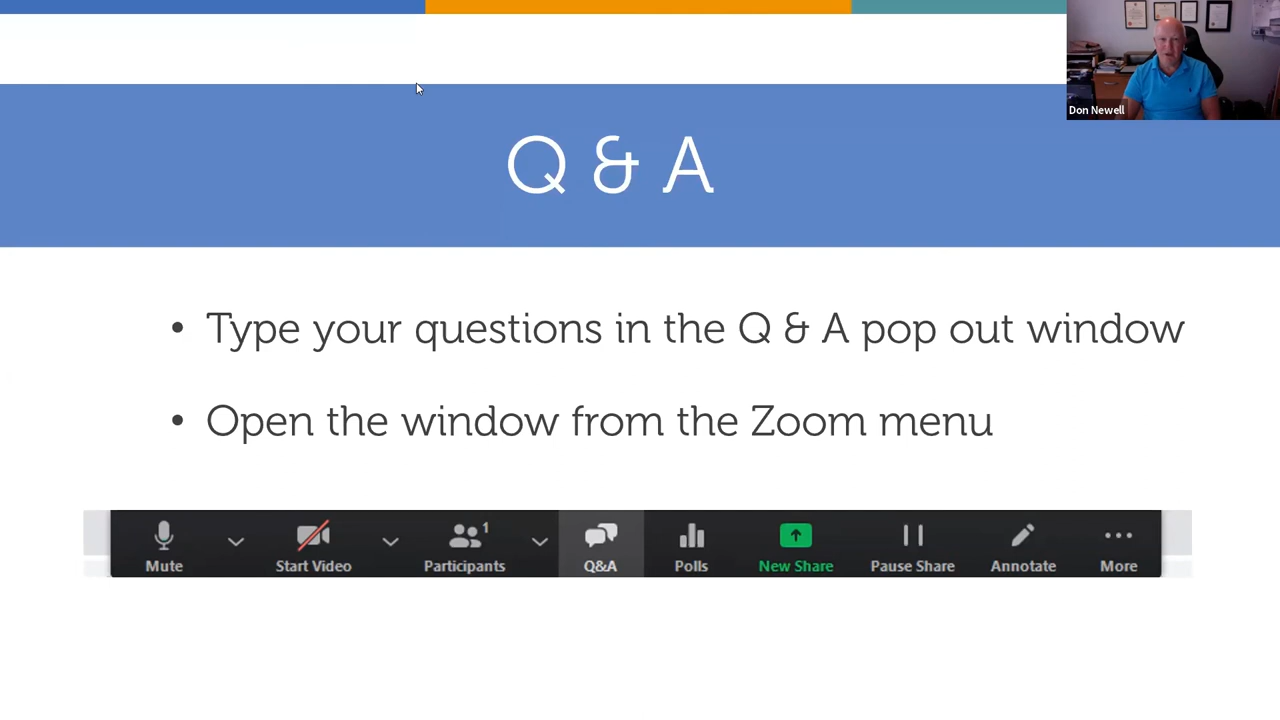 Don Newell
Q & A
• Type your questions in the Q & A pop out window
• Open the window from the Zoom menu
1
Mute Start Video Participants Q&A Polls New Share Pause Share Annotate More